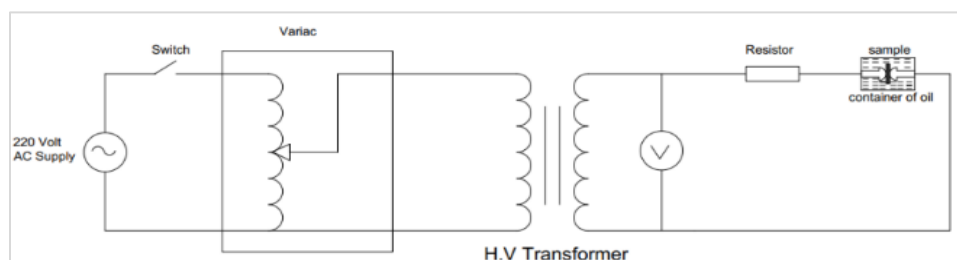 Variac
Switch
Resistor
sample
container of oil
220 Volt
AC Supply
V
H.V Transformer